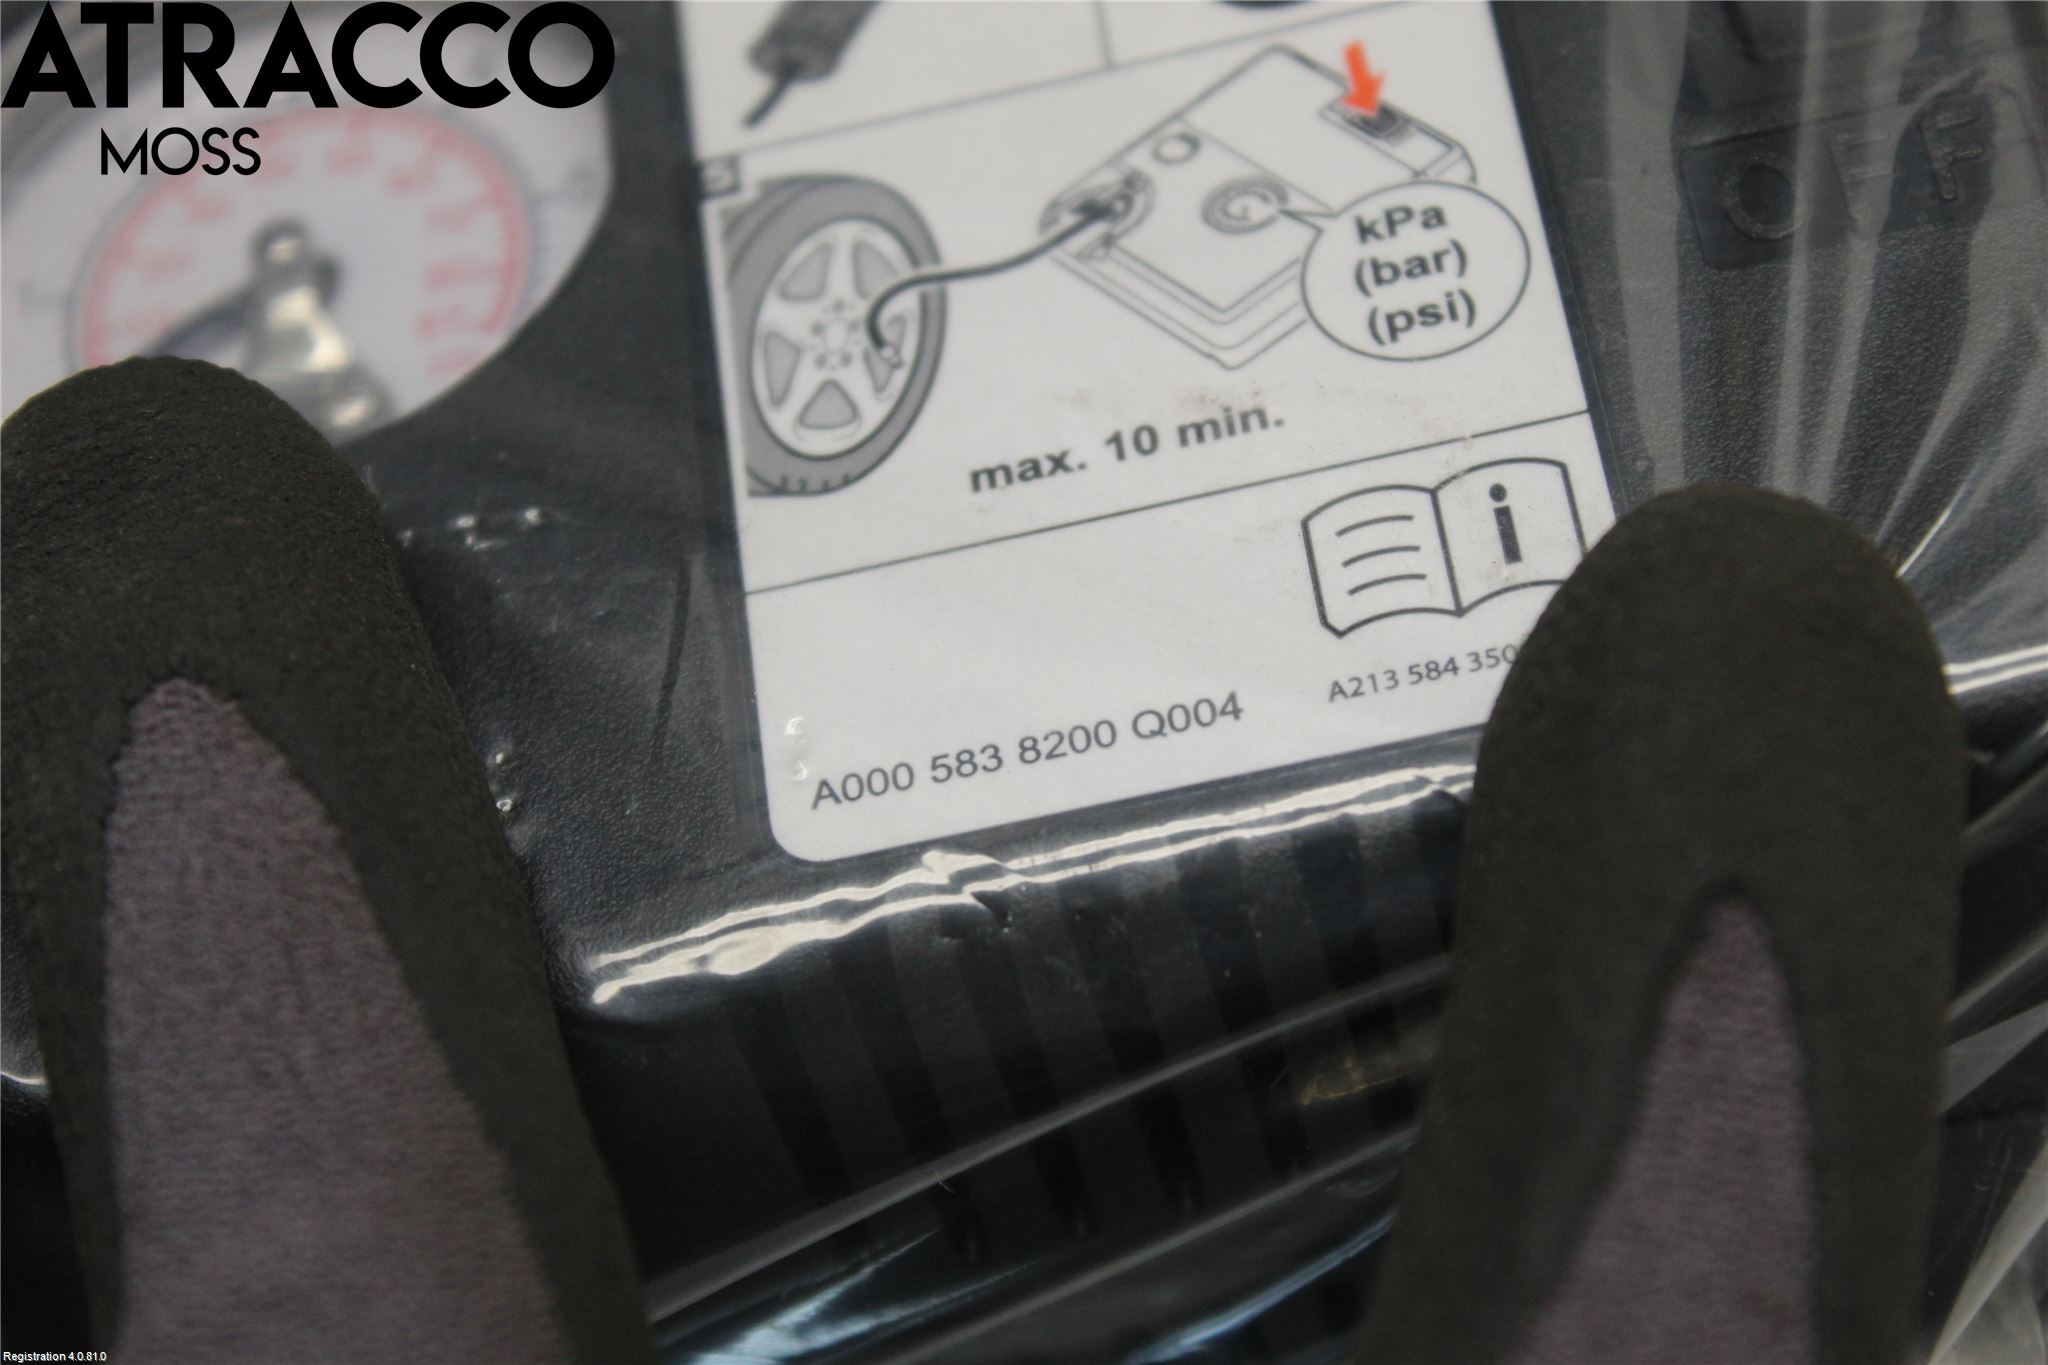 ATRACCO
MOSS
OFF
kPa
(bar)
(psi)
max. 10 min.
i
A213 584 350
A000 583 8200 Q004
Registration 4.0.81.0